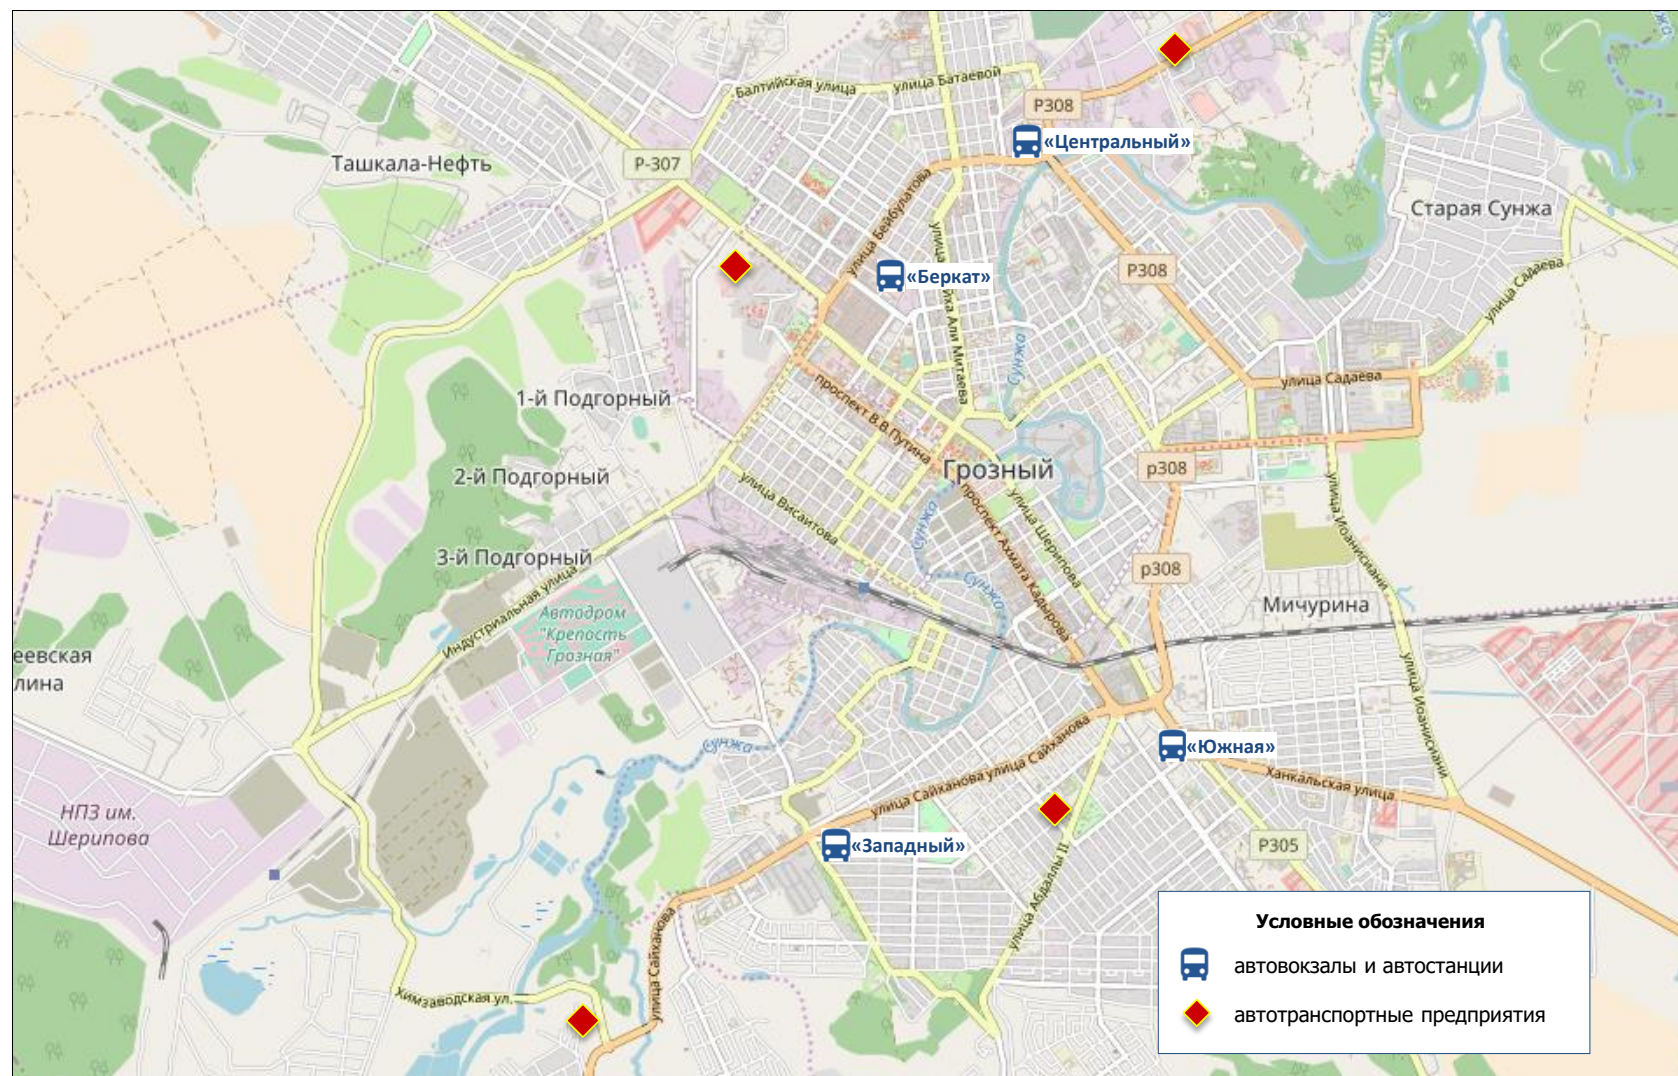 Балтийская улица
улица Батаевой
Р308
«Центральный»
Ташкала-Нефть
Р-307
Старая Сунжа
улица Бейбулатова
«Беркат»
Р308
улица Садаева
Сунжа
улица Садаева
1-й Подгорный
проспект В.В Путина
Грозный
р308
2-й Подгорный
улица Висаитова
Сунжа
проспект Ахмата Кадырова
улица Шерипова
улица Иоанисиани
3-й Подгорный
р308
Сунжа
Мичурина
Индустриальная улица
Автодром
"Крепость
Грозная"
еевская
лина
улица Иоанисиани
Сунжа
«Южная»
улица Сайханова
улица Сайханова
Ханкальская улица
НПЗ им.
Шерипова
«Западный»
Р305
улица Абдаллы II
улица Сайханова
Химзаводская ул.
Условные обозначения
автовокзалы и автостанции
автотранспортные предприятия